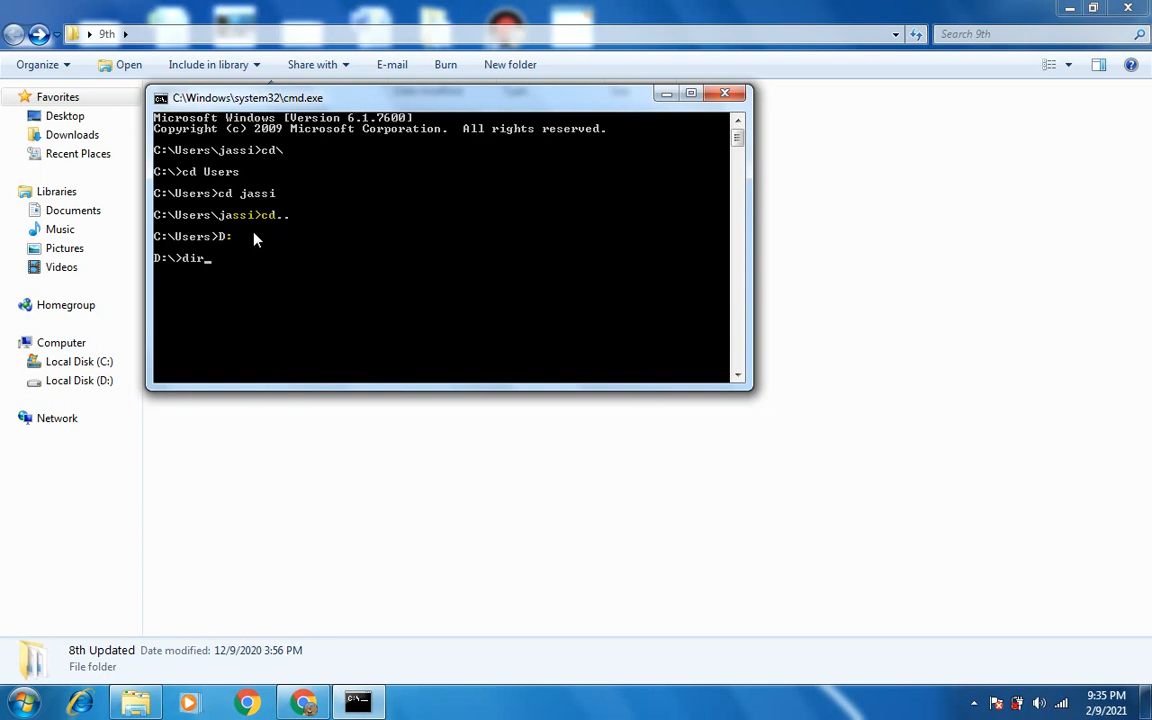 9th
Search 9th
Organize
Open
Include in library
Share with
E-mail
Burn
New folder
C:\Windows\system32\cmd.exe
Microsoft Windows [Version 6.1.7600]
Copyright (c) 2009 Microsoft Corporation.  All rights reserved.
C:\Users\jassi>cd\
C:\>cd Users
C:\Users>cd jassi
C:\Users\jassi>cd..
C:\Users>D:
D:\>dir_
Favorites
Desktop
Downloads
Recent Places
Libraries
Documents
Music
Pictures
Videos
Homegroup
Computer
Local Disk (C:)
Local Disk (D:)
Network
8th Updated Date modified: 12/9/2020 3:56 PM
File folder
9:35 PM
2/9/2021